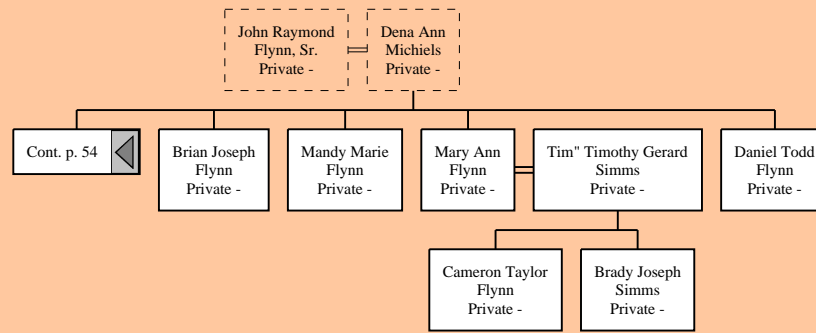 John Raymond
Flynn, Sr.
Private -
Dena Ann
Michiels
Private -
Cont. p. 54
Brian Joseph
Flynn
Private -
Mandy Marie
Flynn
Private -
Mary Ann
Flynn
Private -
Tim" Timothy Gerard
Simms
Private -
Daniel Todd
Flynn
Private -
Cameron Taylor
Flynn
Private -
Brady Joseph
Simms
Private -